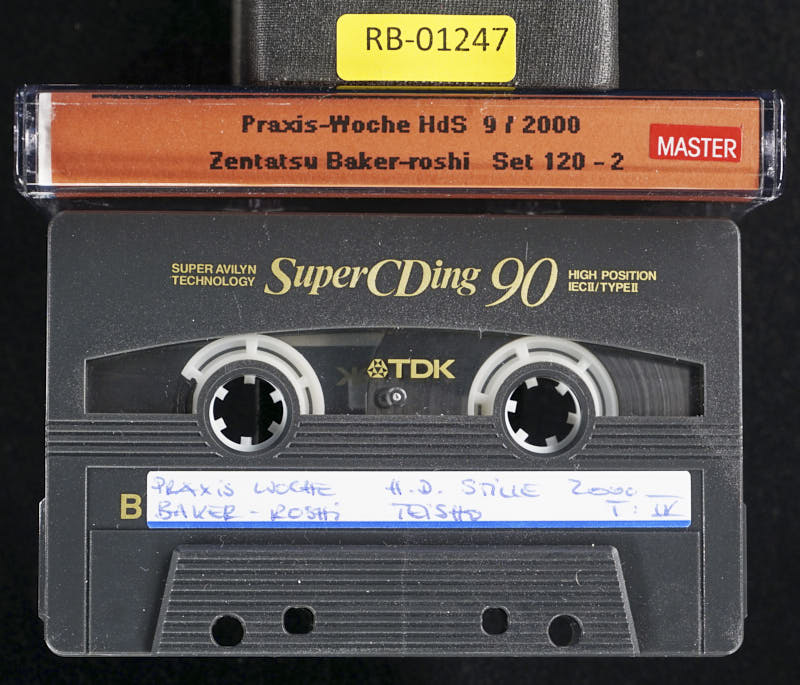 RB-01247
Praxis-Woche HdS 9 / 2000
Zentatsu Baker-roshi Set 120 - 2
MASTER
SUPER AVILYN
TECHNOLOGY
SuperCDing 90
HIGH POSITION
IECII/TYPEII
TDK
B
PRAXIS WOCHE H.D. STILLE 2000
BAKER-ROSHI TEISHO T: